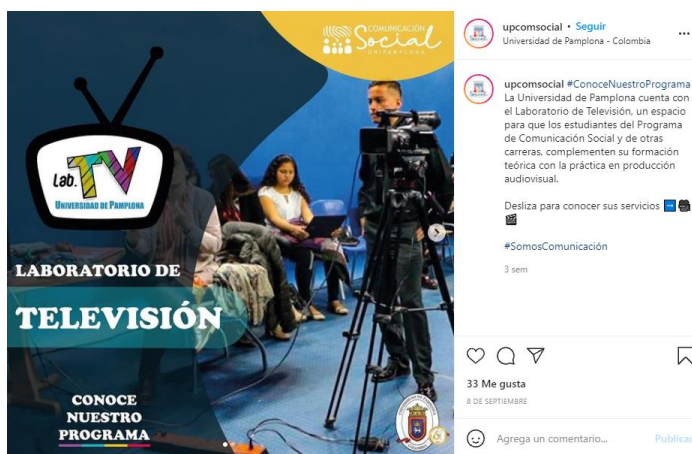 COMUNICACIÓN
Social
UNIPAMPLONA
Lab. TV
UNIVERSIDAD DE PAMPLONA
LABORATORIO DE
TELEVISIÓN
CONOCE
NUESTRO
PROGRAMA
upcomsocial • Seguir
Universidad de Pamplona - Colombia
upcomsocial #ConoceNuestroPrograma
La Universidad de Pamplona cuenta con
el Laboratorio de Televisión, un espacio
para que los estudiantes del Programa
de Comunicación Social y de otras
carreras, complementen su formación
teórica con la práctica en producción
audiovisual.
Desliza para conocer sus servicios ➡️🎥
🎬
#SomosComunicación
3 sem
33 Me gusta
8 DE SEPTIEMBRE
Agrega un comentario...
Publicar